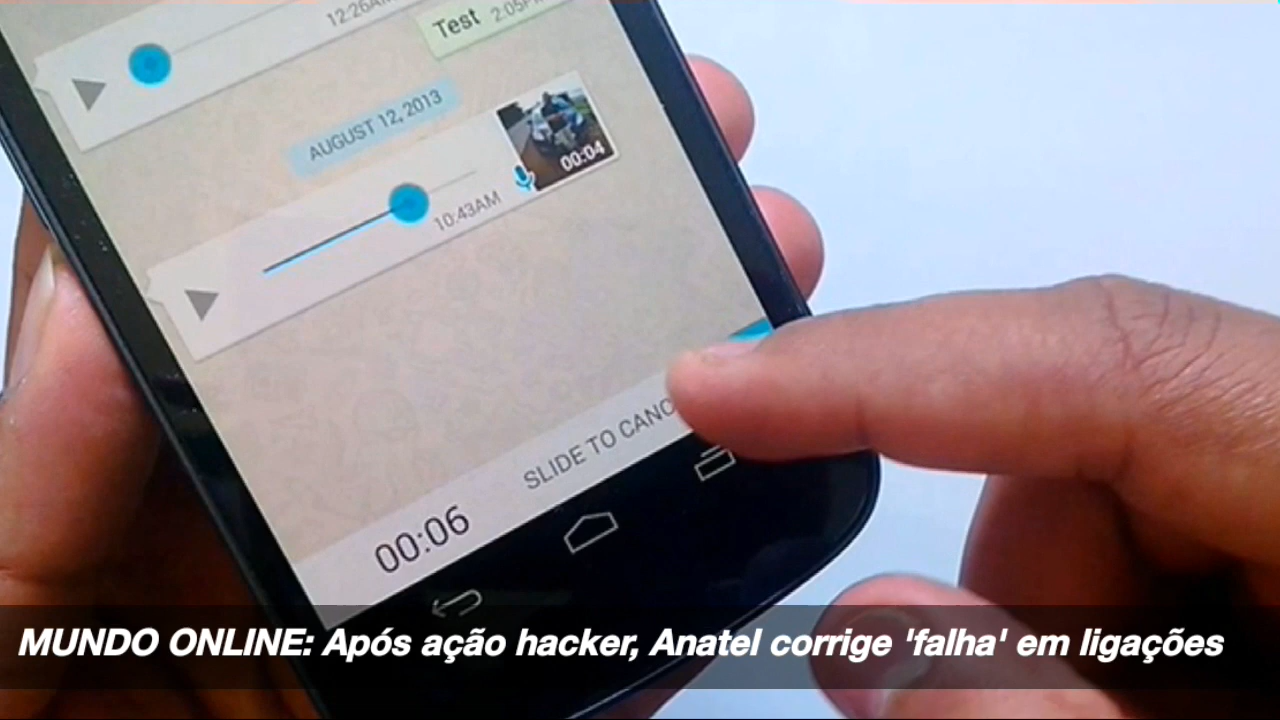 12:26AM
Test 2:05P
AUGUST 12, 2013
00:04
10:43AM
SLIDE TO CANC
00:06
MUNDO ONLINE: Após ação hacker, Anatel corrige 'falha' em ligações